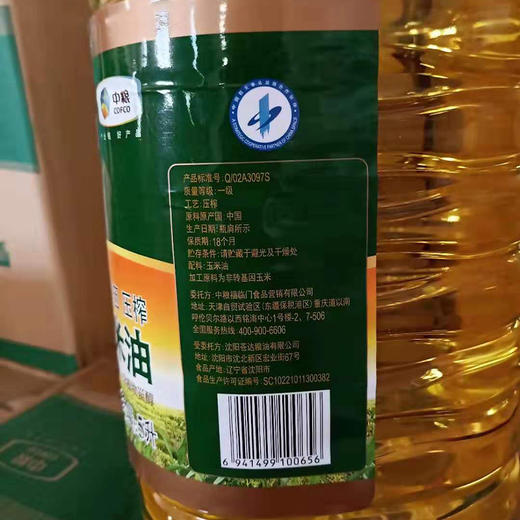 中粮
COFCO
A STRATEGIC COOPERATIVE PARTNER OF CHINA SPACE
产品标准号: Q/02A3097S
质量等级: 一级
工艺: 压榨
原料原产国: 中国
生产日期: 瓶肩所示
保质期: 18个月
贮存条件: 请贮藏于避光及干燥处
配料: 玉米油
加工原料为非转基因玉米
委托方: 中粮福临门食品营销有限公司
地址: 天津自贸试验区(东疆保税港区)重庆道以南
呼伦贝尔路以西铭海中心1号楼-2、7-506
全国服务热线: 400-900-6606
受委托方: 沈阳苍达粮油有限公司
地址: 沈阳市沈北新区宏业街67号
食品产地: 辽宁省沈阳市
食品生产许可证编号: SC10221011300382
压榨
米油
升
6 941499 100656